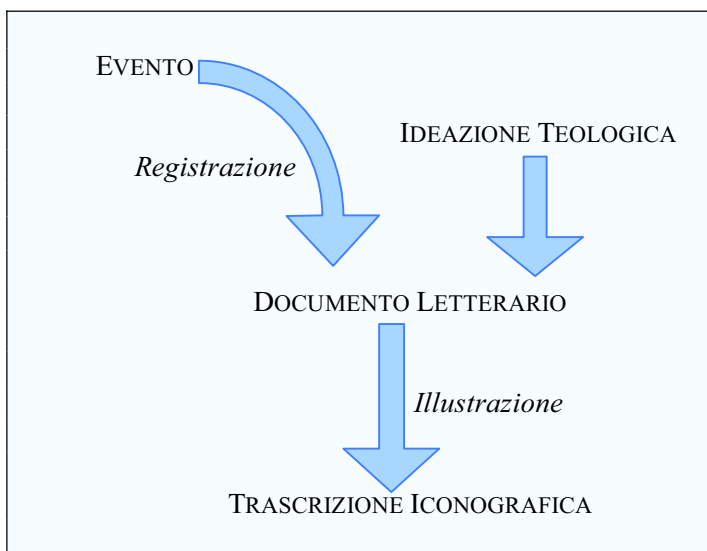 EVENTO
IDEAZIONE TEOLOGICA
Registrazione
DOCUMENTO LETTERARIO
Illustrazione
TRASCRIZIONE ICONOGRAFICA